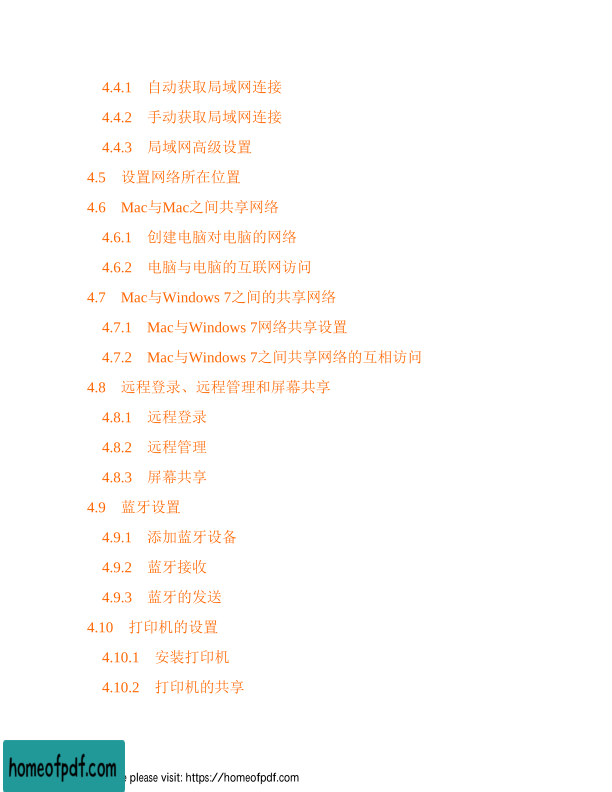 4.4.1 自动获取局域网连接
4.4.2 手动获取局域网连接
4.4.3 局域网高级设置
4.5 设置网络所在位置
4.6 Mac与Mac之间共享网络
4.6.1 创建电脑对电脑的网络
4.6.2 电脑与电脑的互联网访问
4.7 Mac与Windows 7之间的共享网络
4.7.1 Mac与Windows 7网络共享设置
4.7.2 Mac与Windows 7之间共享网络的互相访问
4.8 远程登录、远程管理和屏幕共享
4.8.1 远程登录
4.8.2 远程管理
4.8.3 屏幕共享
4.9 蓝牙设置
4.9.1 添加蓝牙设备
4.9.2 蓝牙接收
4.9.3 蓝牙的发送
4.10 打印机的设置
4.10.1 安装打印机
4.10.2 打印机的共享
homeofpdf.com
please visit: https://homeofpdf.com